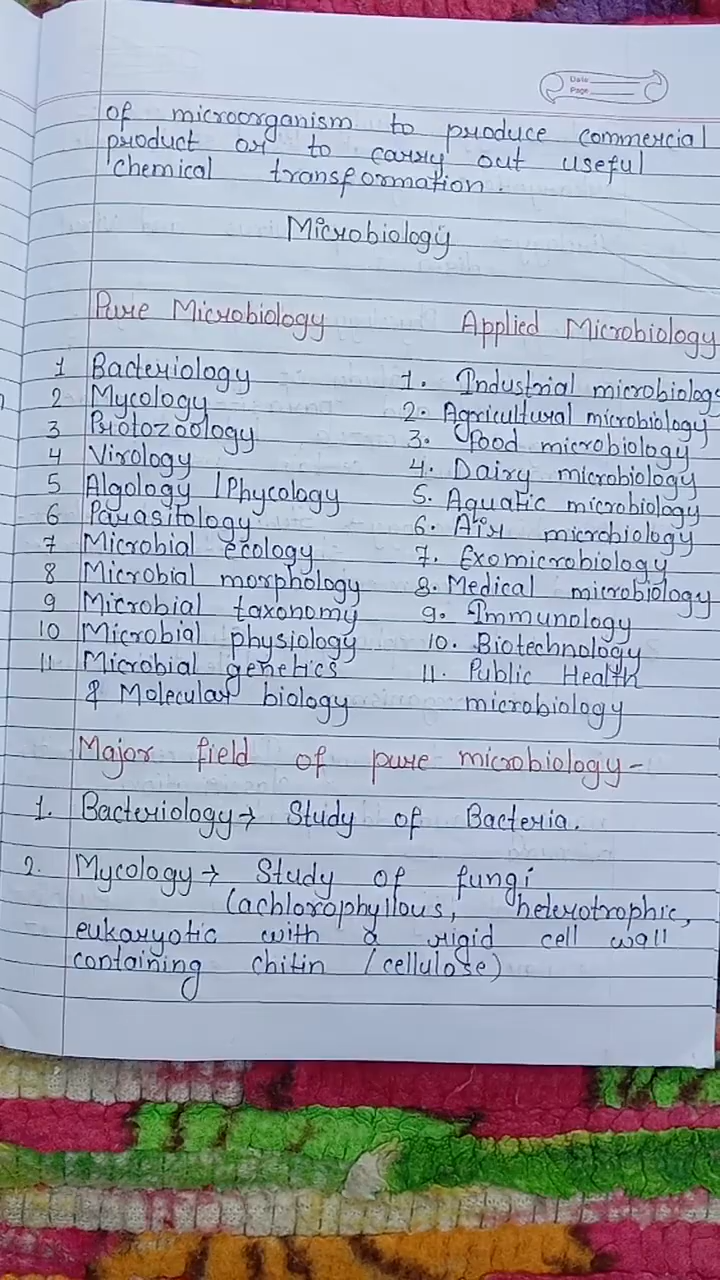 Date
Page
of microorganism to produce commercial
product or to carry out useful
chemical transformation.
Microbiology
Pure Microbiology
Applied Microbiology
1 Bacteriology
2 Mycology
3 Protozoology
4 Virology
5 Algology / Phycology
6 Parasitology
7 Microbial ecology
8 Microbial morphology
9 Microbial taxonomy
10 Microbial physiology
11 Microbial genetics
& Molecular biology
1. Industrial microbiology
2. Agricultural microbiology
3. Food microbiology
4. Dairy microbiology
5. Aquatic microbiology
6. Air microbiology
7. Exomicrobiology
8. Medical microbiology
9. Immunology
10. Biotechnology
11. Public Health
microbiology
Major field of pure microbiology-
1. Bacteriology → Study of Bacteria.
2. Mycology → Study of fungi
(achlorophyllous, heterotrophic,
eukaryotic with a rigid cell wall
containing chitin / cellulose)